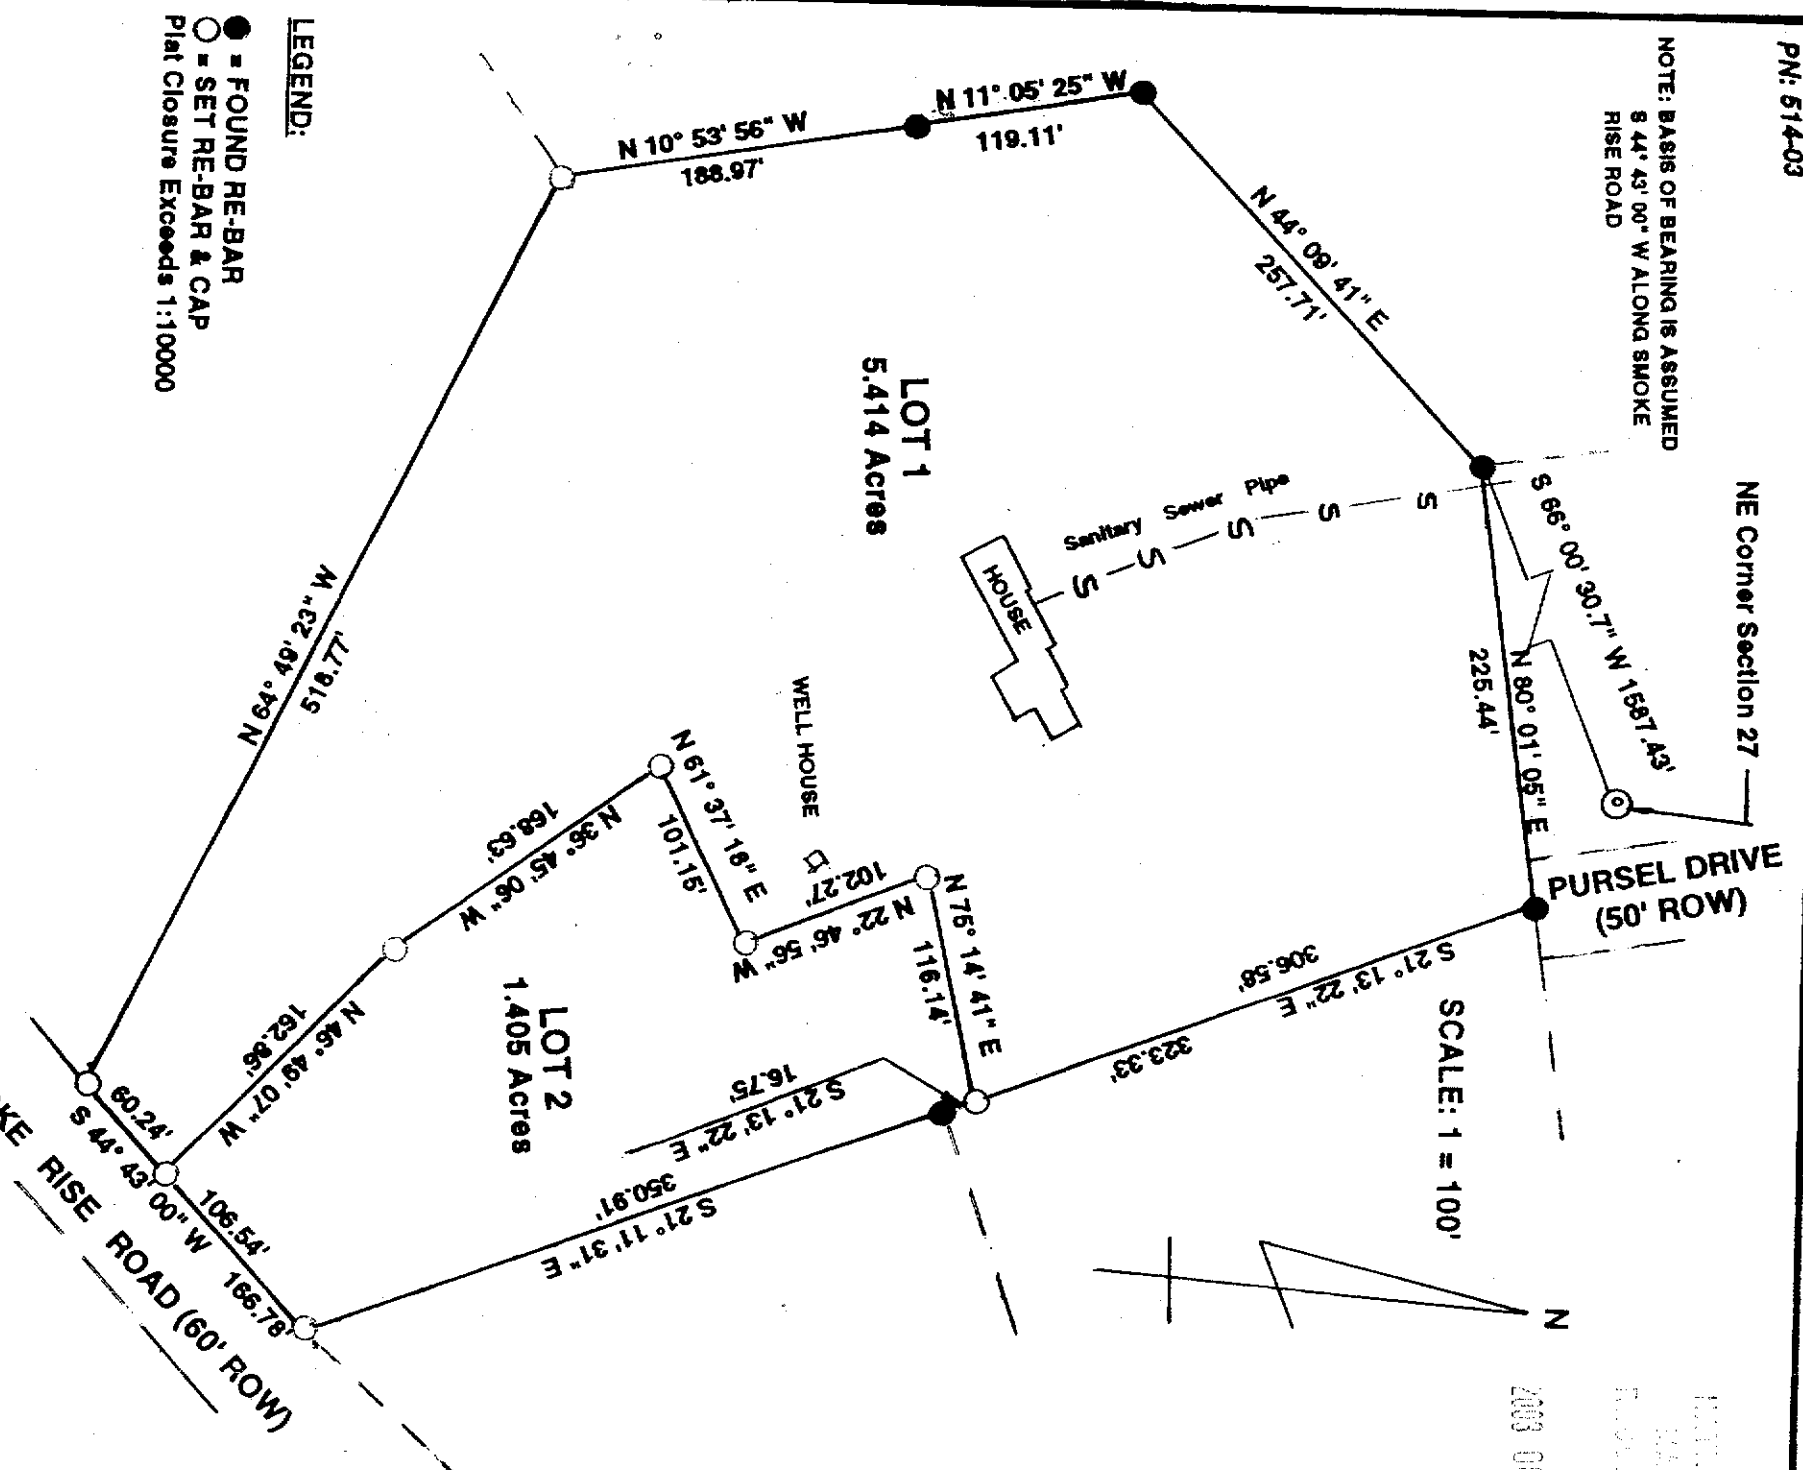 PN: 514-03
NOTE: BASIS OF BEARING IS ASSUMED
S 44° 43' 00" W ALONG SMOKE
RISE ROAD
NE Corner Section 27
S 66° 00' 30.7" W 1587.43'
N 80° 01' 05" E
225.44'
PURSEL DRIVE
(50' ROW)
N 44° 09' 41" E
257.71'
N 11° 05' 25" W
119.11'
N 10° 53' 56" W
188.97'
Sanitary Sewer Pipe
S S S S S
HOUSE
LOT 1
5.414 Acres
WELL HOUSE
S 21° 13' 22" E
306.58'
323.33'
SCALE: 1 = 100'
N
N 75° 14' 41" E
116.14'
N 22° 46' 56" W
102.27'
N 61° 37' 18" E
101.15'
N 36° 45' 06" W
168.63'
N 46° 49' 07" W
162.86'
LOT 2
1.405 Acres
S 21° 13' 22" E
16.75'
S 21° 11' 31" E
350.91'
N 64° 49' 23" W
518.77'
60.24'
S 44° 43' 00" W
106.54'
166.78'
KE RISE ROAD (60' ROW)
LEGEND:
= FOUND RE-BAR
= SET RE-BAR & CAP
Plat Closure Exceeds 1:10000
2003